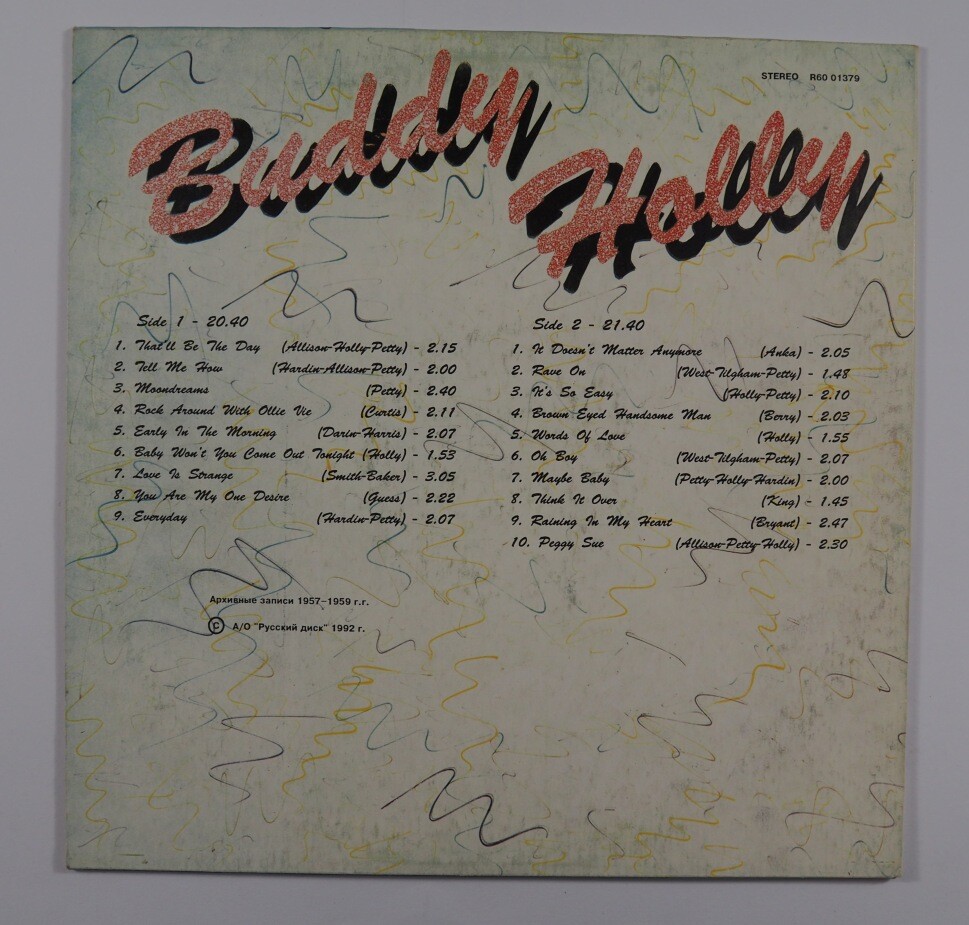 STEREO R60 01379
Buddy Holly
Side 1 - 20.40
1. That'll Be The Day (Allison-Holly-Petty) - 2.15
2. Tell Me How (Hardin-Allison-Petty) - 2.00
3. Moondreams (Petty) - 2.40
4. Rock Around With Ollie Vie (Curtis) - 2.11
5. Early In The Morning (Darin-Harris) - 2.07
6. Baby Won't You Come Out Tonight (Holly) - 1.53
7. Love Is Strange (Smith-Baker) - 3.05
8. You Are My One Desire (Guess) - 2.22
9. Everyday (Hardin-Petty) - 2.07
Side 2 - 21.40
1. It Doesn't Matter Anymore (Anka) - 2.05
2. Rave On (West-Tilgham-Petty) - 1.48
3. It's So Easy (Holly-Petty) - 2.10
4. Brown Eyed Handsome Man (Berry) - 2.03
5. Words Of Love (Holly) - 1.55
6. Oh Boy (West-Tilgham-Petty) - 2.07
7. Maybe Baby (Petty-Holly-Hardin) - 2.00
8. Think It Over (King) - 1.45
9. Raining In My Heart (Bryant) - 2.47
10. Peggy Sue (Allison-Petty-Holly) - 2.30
Архивные записи 1957–1959 г.г.
© А/О "Русский диск" 1992 г.